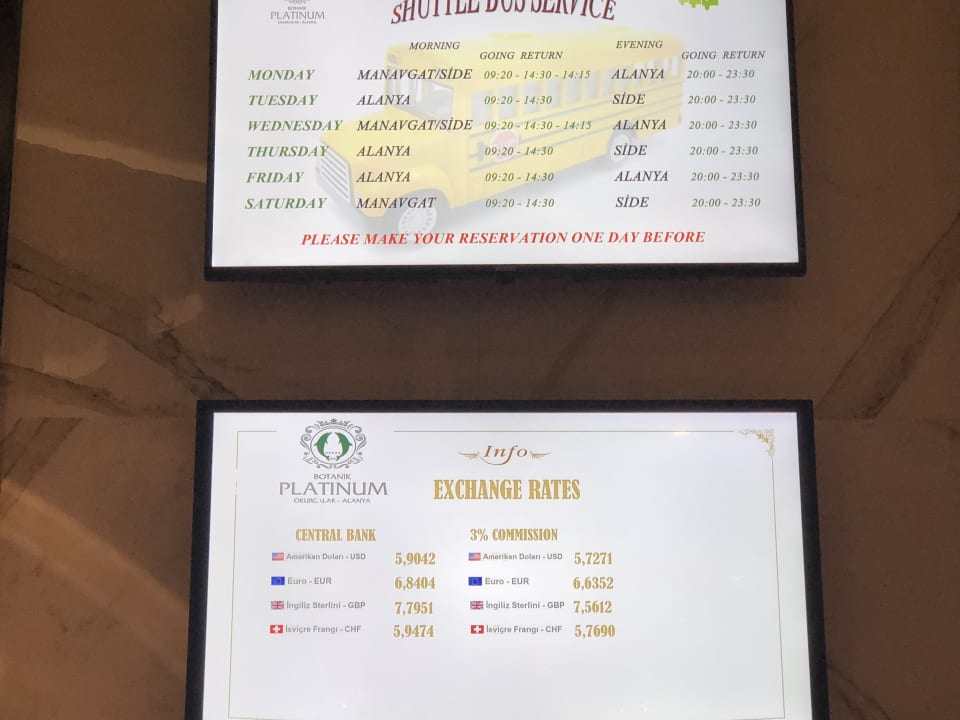 BOTANIK
PLATINUM
SHUTTLE BUS SERVICE
MORNING EVENING
GOING RETURN GOING RETURN
MONDAY MANAVGAT/SİDE 09:20 - 14:30 - 14:15 ALANYA 20:00 - 23:30
TUESDAY ALANYA 09:20 - 14:30 SİDE 20:00 - 23:30
WEDNESDAY MANAVGAT/SİDE 09:20 - 14:30 - 14:15 ALANYA 20:00 - 23:30
THURSDAY ALANYA 09:20 - 14:30 SİDE 20:00 - 23:30
FRIDAY ALANYA 09:20 - 14:30 ALANYA 20:00 - 23:30
SATURDAY MANAVGAT 09:20 - 14:30 SİDE 20:00 - 23:30
PLEASE MAKE YOUR RESERVATION ONE DAY BEFORE
BOTANIK
PLATINUM
OKURCALAR - ALANYA
Info
EXCHANGE RATES
CENTRAL BANK 3% COMMISSION
Amerikan Doları - USD 5,9042 Amerikan Doları - USD 5,7271
Euro - EUR 6,8404 Euro - EUR 6,6352
İngiliz Sterlini - GBP 7,7951 İngiliz Sterlini - GBP 7,5612
İsviçre Frangı - CHF 5,9474 İsviçre Frangı - CHF 5,7690